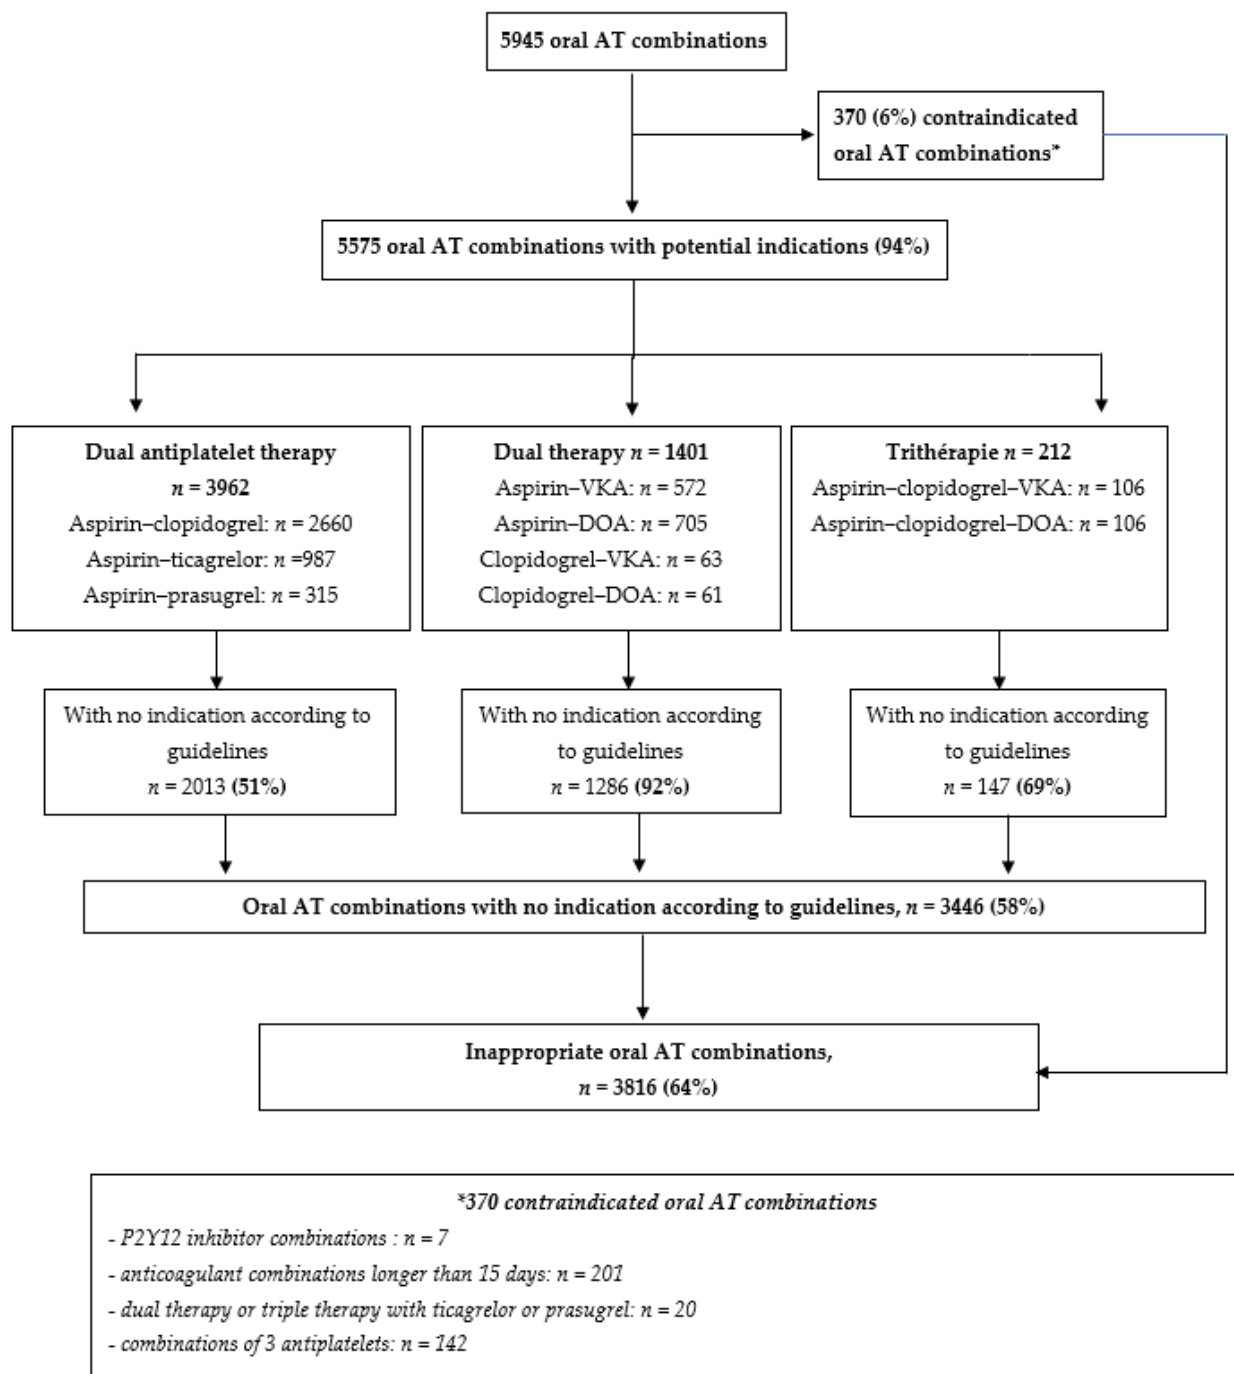 5945 oral AT combinations
370 (6%) contraindicated
oral AT combinations*
5575 oral AT combinations with potential indications (94%)
Dual antiplatelet therapy
n = 3962
Aspirin–clopidogrel: n = 2660
Aspirin–ticagrelor: n =987
Aspirin–prasugrel: n = 315
Dual therapy n = 1401
Aspirin–VKA: n = 572
Aspirin–DOA: n = 705
Clopidogrel–VKA: n = 63
Clopidogrel–DOA: n = 61
Trithérapie n = 212
Aspirin–clopidogrel–VKA: n = 106
Aspirin–clopidogrel–DOA: n = 106
With no indication according to
guidelines
n = 2013 (51%)
With no indication according
to guidelines
n = 1286 (92%)
With no indication according
to guidelines
n = 147 (69%)
Oral AT combinations with no indication according to guidelines, n = 3446 (58%)
Inappropriate oral AT combinations,
n = 3816 (64%)
*370 contraindicated oral AT combinations
- P2Y12 inhibitor combinations : n = 7
- anticoagulant combinations longer than 15 days: n = 201
- dual therapy or triple therapy with ticagrelor or prasugrel: n = 20
- combinations of 3 antiplatelets: n = 142